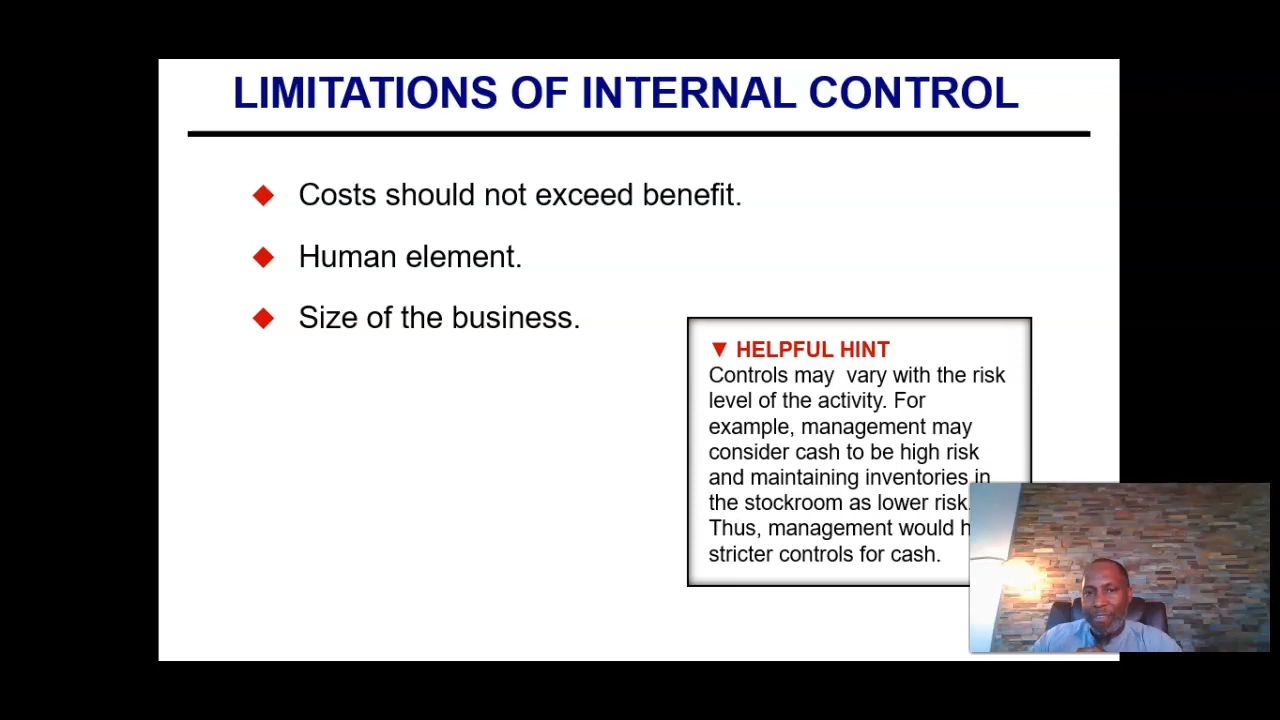 LIMITATIONS OF INTERNAL CONTROL
Costs should not exceed benefit.
Human element.
Size of the business.
▼ HELPFUL HINT
Controls may vary with the risk
level of the activity. For
example, management may
consider cash to be high risk
and maintaining inventories in
the stockroom as lower risk.
Thus, management would
stricter controls for cash.